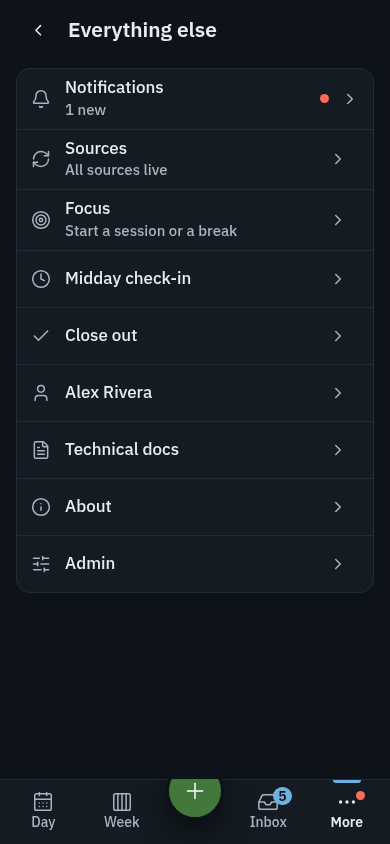 Everything else
Notifications
1 new
Sources
All sources live
Focus
Start a session or a break
Midday check-in
Close out
Alex Rivera
Technical docs
About
Admin
Day
Week
5
Inbox
More